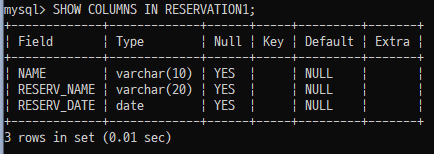 mysql> SHOW COLUMNS IN RESERVATION1;
+-------------+-------------+------+-----+---------+-------+
| Field       | Type        | Null | Key | Default | Extra |
+-------------+-------------+------+-----+---------+-------+
| NAME        | varchar(10) | YES  |     | NULL    |       |
| RESERV_NAME | varchar(20) | YES  |     | NULL    |       |
| RESERV_DATE | date        | YES  |     | NULL    |       |
+-------------+-------------+------+-----+---------+-------+
3 rows in set (0.01 sec)